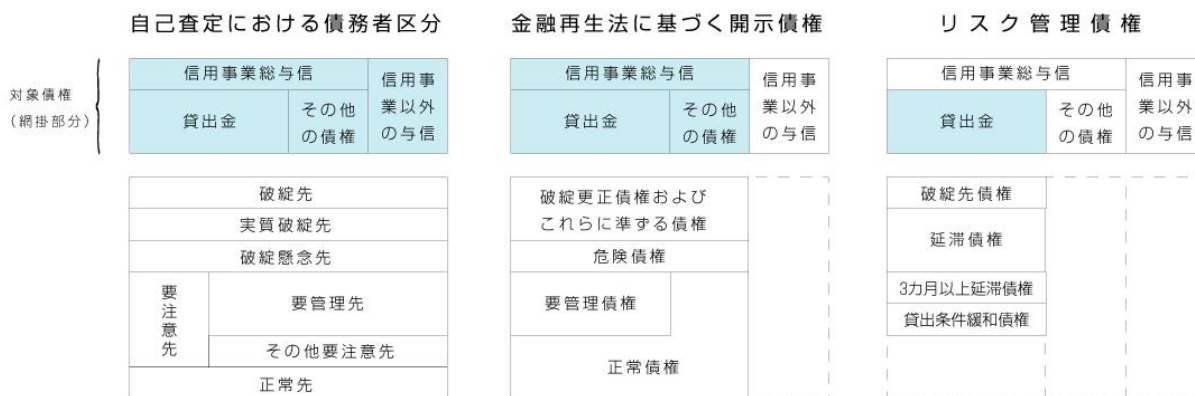 自己査定における債務者区分
金融再生法に基づく開示債権
リスク管理債権
対象債権
（網掛部分）
信用事業総与信
信用事
業以外
の与信
貸出金
その他
の債権
信用事業総与信
信用事
業以外
の与信
貸出金
その他
の債権
信用事業総与信
信用事
業以外
の与信
貸出金
その他
の債権
破綻先
実質破綻先
破綻懸念先
要注意先
要管理先
その他要注意先
正常先
破綻更正債権および
これらに準ずる債権
危険債権
要管理債権
正常債権
破綻先債権
延滞債権
3カ月以上延滞債権
貸出条件緩和債権